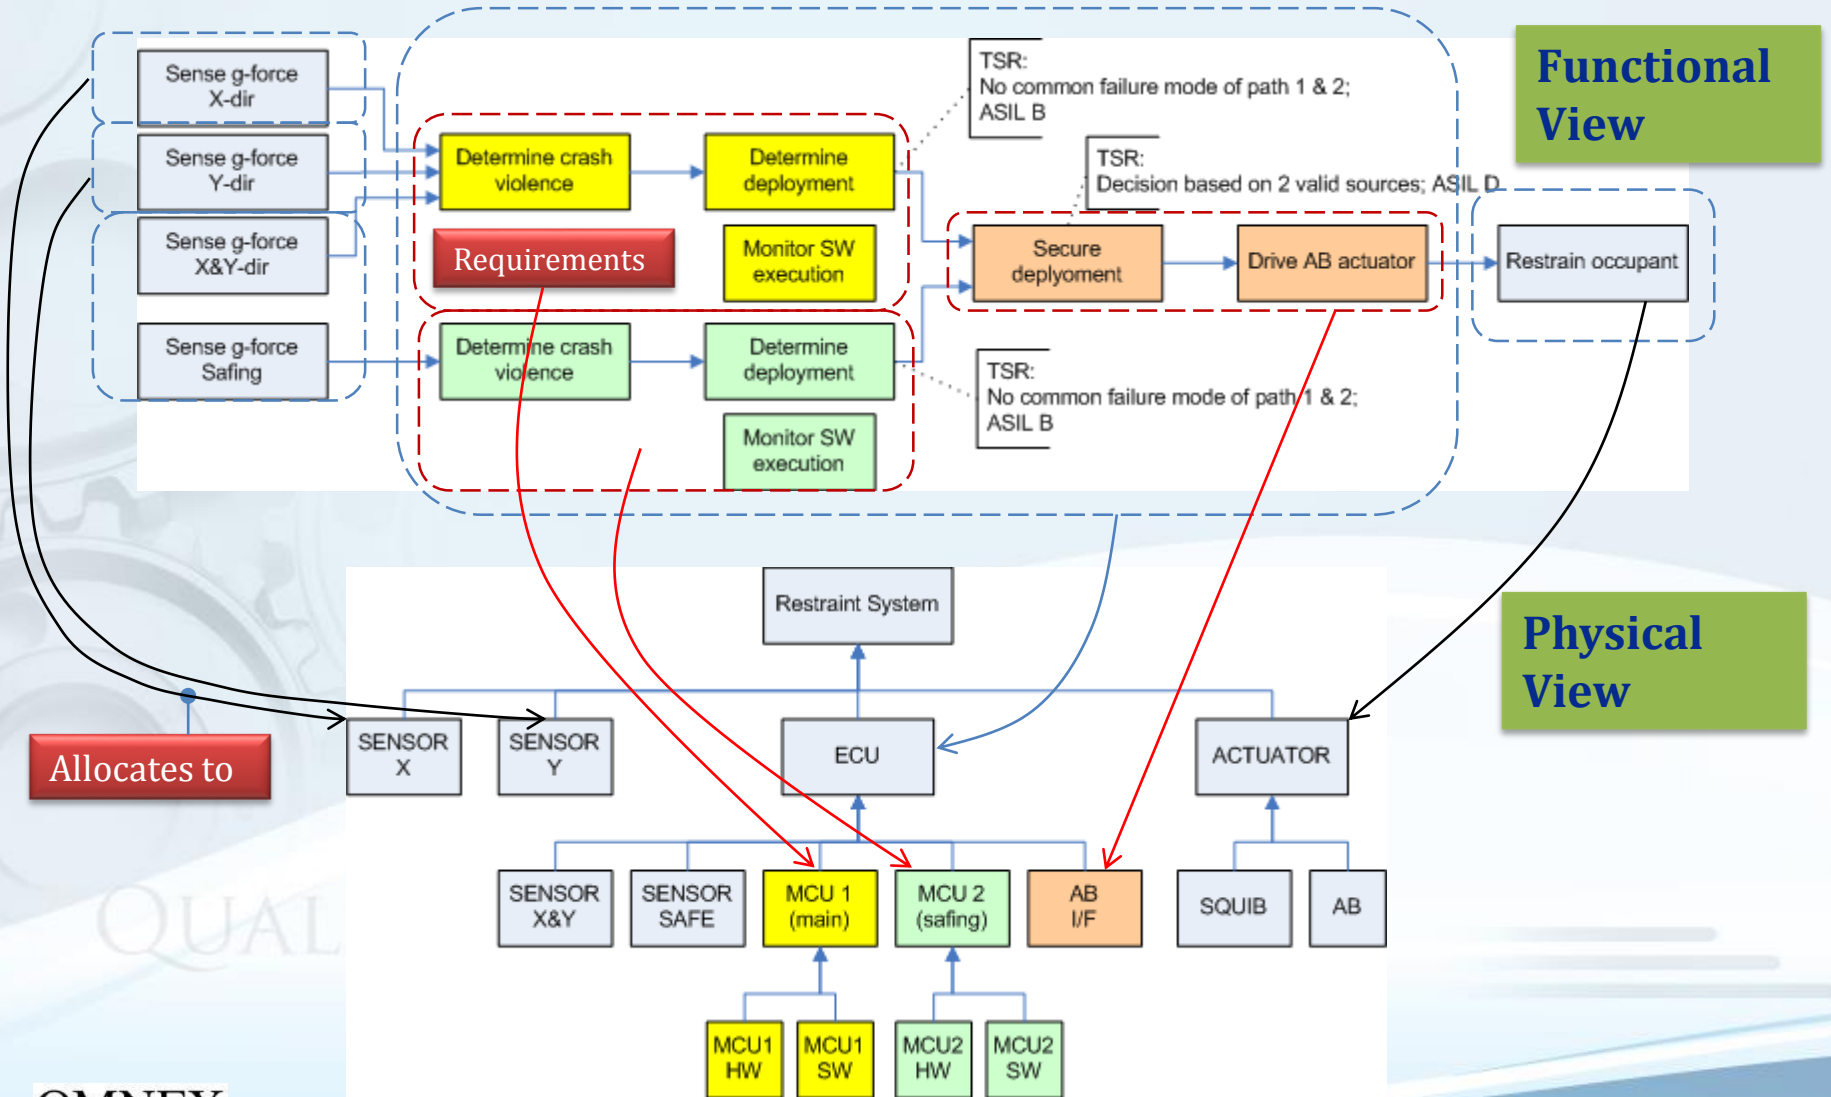 Functional
View
Sense g-force
X-dir
TSR:
No common failure mode of path 1 & 2;
ASIL B
Sense g-force
Y-dir
Determine crash
violence
Determine
deployment
TSR:
Decision based on 2 valid sources; ASIL D
Sense g-force
X&Y-dir
Requirements
Monitor SW
execution
Secure
deplyoment
Drive AB actuator
Restrain occupant
Sense g-force
Safing
Determine crash
violence
Determine
deployment
TSR:
No common failure mode of path 1 & 2;
ASIL B
Monitor SW
execution
Restraint System
Physical
View
Allocates to
SENSOR
X
SENSOR
Y
ECU
ACTUATOR
SENSOR
X&Y
SENSOR
SAFE
MCU 1
(main)
MCU 2
(safing)
AB
I/F
SQUIB
AB
QUAL
MCU1
HW
MCU1
SW
MCU2
HW
MCU2
SW
OMNEX